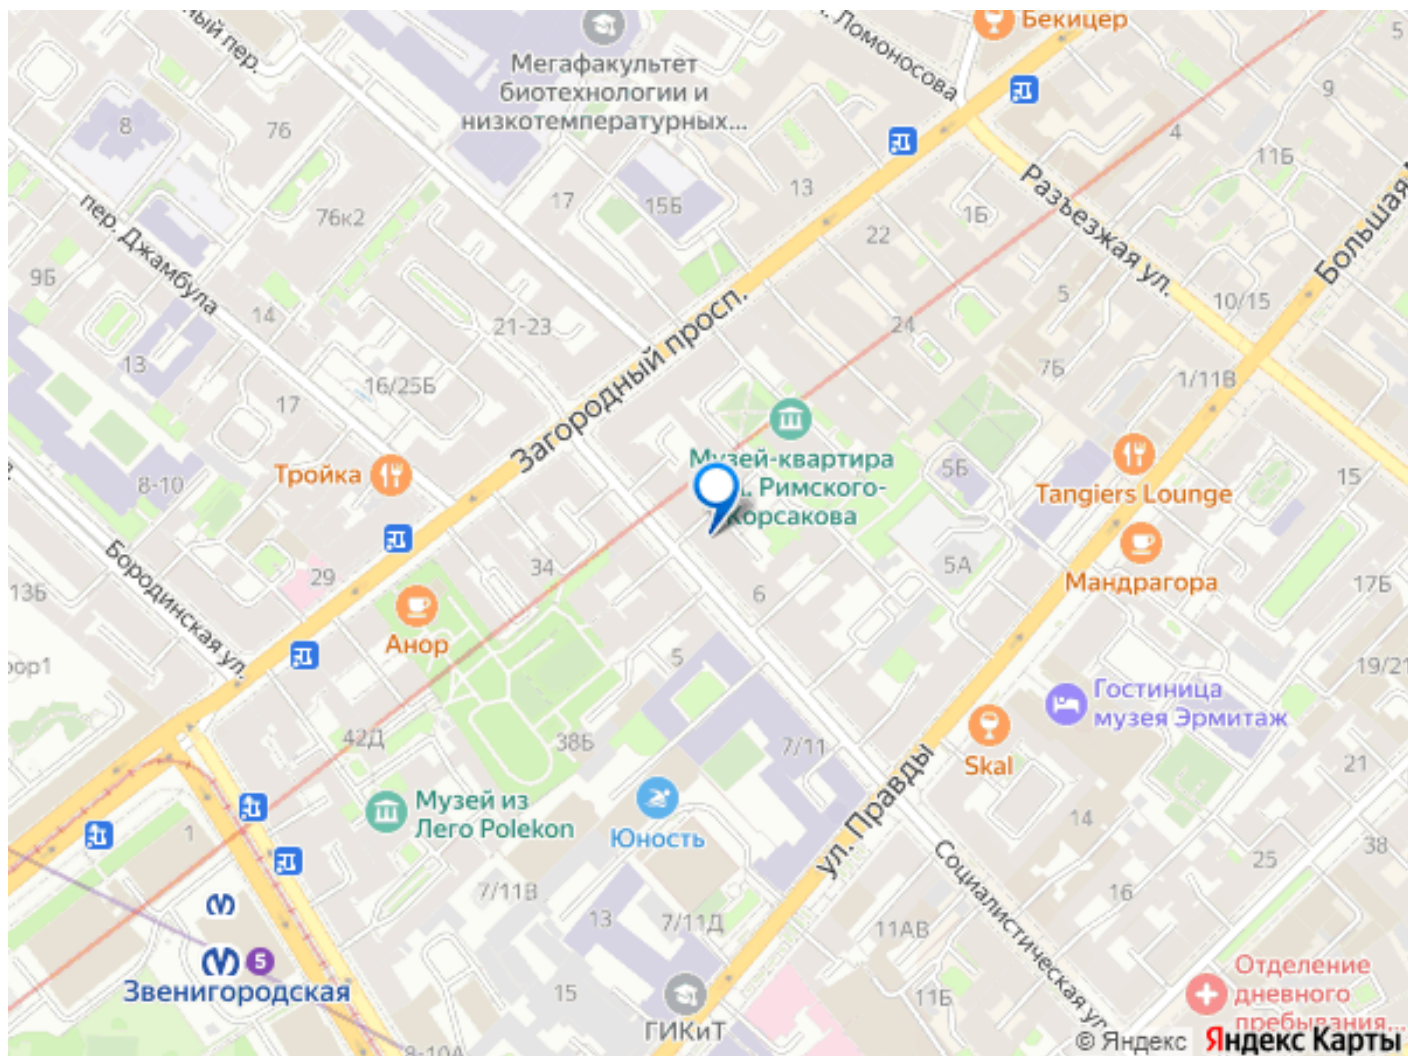 Бекицер
Ломоносова
5
Мегафакультет
биотехнологии и
низкотемпературных...
пер.
9
8
76
4
11Б
Разъезжая ул.
Большая
пер. Джамбула
76к2
17
15Б
13
22
1Б
9Б
14
21-23
Загородный просп.
24
5
10/15
13
16/25Б
7Б
1/11В
17
Музей-квартира
Римского-
Корсакова
Тройка
8-10
5Б
Tangiers Lounge
15
Бородинская ул.
29
34
6
5А
Мандрагора
17Б
13Б
Анор
5
19/21
42Д
38Б
7/11
Гостиница
музея Эрмитаж
Skal
21
Музей из
Лего Polekon
Юность
ул. Правды
14
38
1
25
Социалистическая ул.
7/11В
13
7/11Д
16
11АВ
5
Звенигородская
15
ГИКиТ
11Б
Отделение
дневного
пребывания...
8-10А
© Яндекс Яндекс Карты